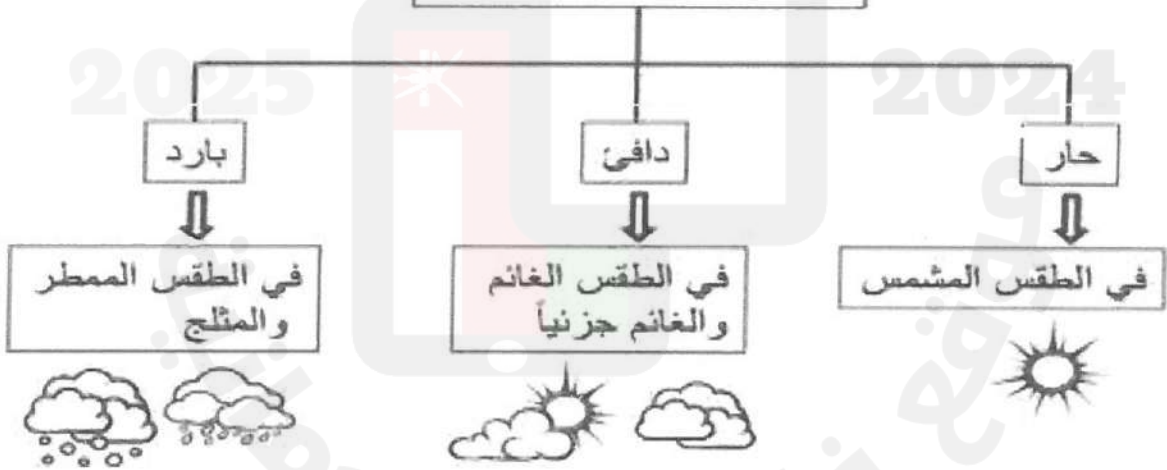 2025
2024
حار
دافئ
بارد
في الطقس المشمس
في الطقس الغائم
والغائم جزئياً
في الطقس الممطر
والمثلج